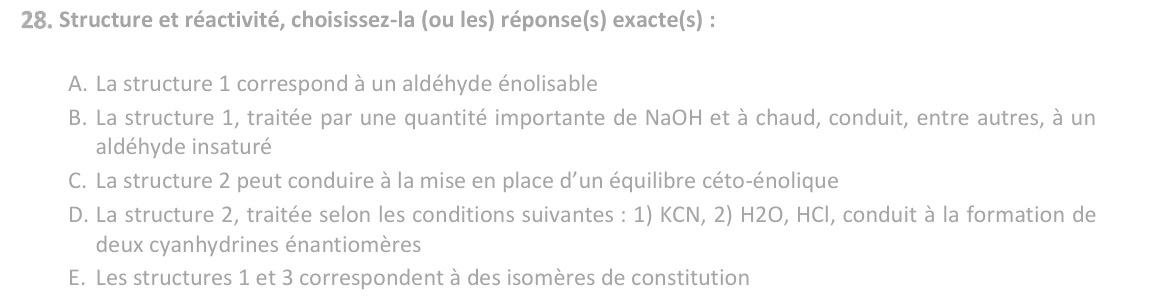 28. Structure et réactivité, choisissez-la (ou les) réponse(s) exacte(s) :
A. La structure 1 correspond à un aldéhyde énolisable
B. La structure 1, traitée par une quantité importante de NaOH et à chaud, conduit, entre autres, à un
aldéhyde insaturé
C. La structure 2 peut conduire à la mise en place d'un équilibre céto-énolique
D. La structure 2, traitée selon les conditions suivantes : 1) KCN, 2) H2O, HCl, conduit à la formation de
deux cyanhydrines énantiomères
E. Les structures 1 et 3 correspondent à des isomères de constitution